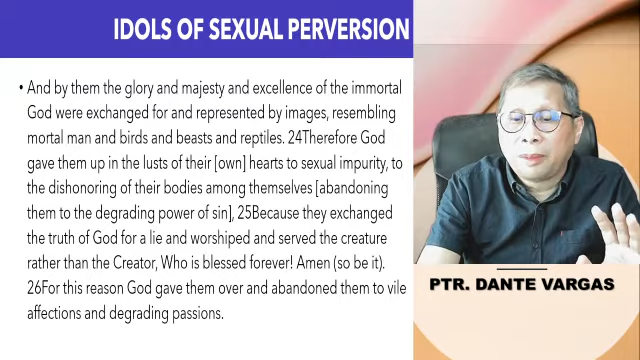 IDOLS OF SEXUAL PERVERSION
• And by them the glory and majesty and excellence of the immortal
God were exchanged for and represented by images, resembling
mortal man and birds and beasts and reptiles. 24Therefore God
gave them up in the lusts of their [own] hearts to sexual impurity, to
the dishonoring of their bodies among themselves [abandoning
them to the degrading power of sin], 25Because they exchanged
the truth of God for a lie and worshiped and served the creature
rather than the Creator, Who is blessed forever! Amen (so be it).
26For this reason God gave them over and abandoned them to vile
affections and degrading passions.
PTR. DANTE VARGAS